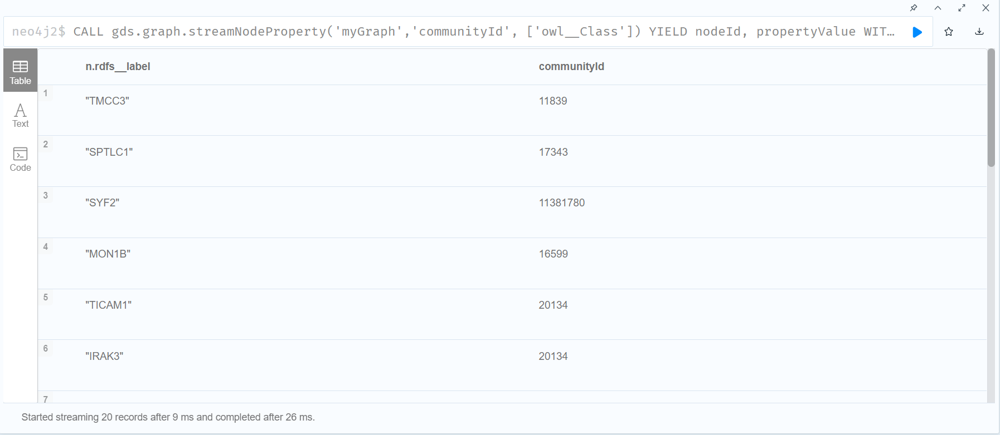 neo4j2$ CALL gds.graph.streamNodeProperty('myGraph','communityId', ['owl__Class']) YIELD nodeId, propertyValue WIT…
Table
Text
Code
n.rdfs__label communityId
1 "TMCC3" 11839
2 "SPTLC1" 17343
3 "SYF2" 11381780
4 "MON1B" 16599
5 "TICAM1" 20134
6 "IRAK3" 20134
7
Started streaming 20 records after 9 ms and completed after 26 ms.